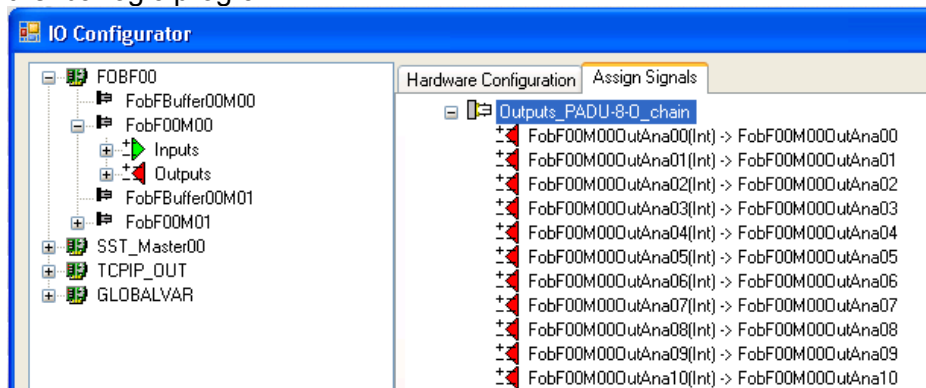 IO Configurator
FOBF00
FobFBuffer00M00
FobF00M00
Inputs
Outputs
FobFBuffer00M01
FobF00M01
SST_Master00
TCPIP_OUT
GLOBALVAR
Hardware Configuration
Assign Signals
Outputs_PADU-8-O_chain
FobF00M00OutAna00(Int) -> FobF00M00OutAna00
FobF00M00OutAna01(Int) -> FobF00M00OutAna01
FobF00M00OutAna02(Int) -> FobF00M00OutAna02
FobF00M00OutAna03(Int) -> FobF00M00OutAna03
FobF00M00OutAna04(Int) -> FobF00M00OutAna04
FobF00M00OutAna05(Int) -> FobF00M00OutAna05
FobF00M00OutAna06(Int) -> FobF00M00OutAna06
FobF00M00OutAna07(Int) -> FobF00M00OutAna07
FobF00M00OutAna08(Int) -> FobF00M00OutAna08
FobF00M00OutAna09(Int) -> FobF00M00OutAna09
FobF00M00OutAna10(Int) -> FobF00M00OutAna10